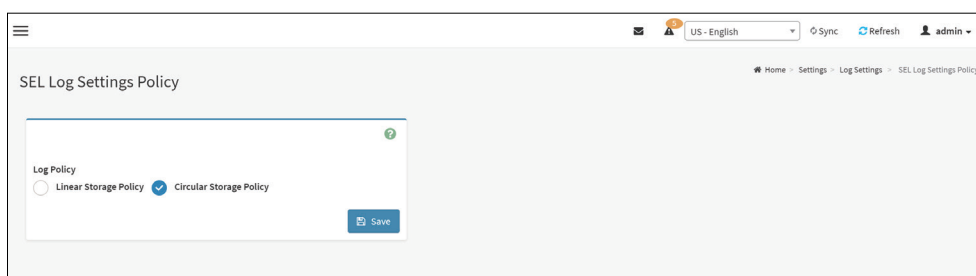 5
US - English Sync Refresh admin
Home > Settings > Log Settings > SEL Log Settings Policy
SEL Log Settings Policy
?
Log Policy
Linear Storage Policy Circular Storage Policy
Save